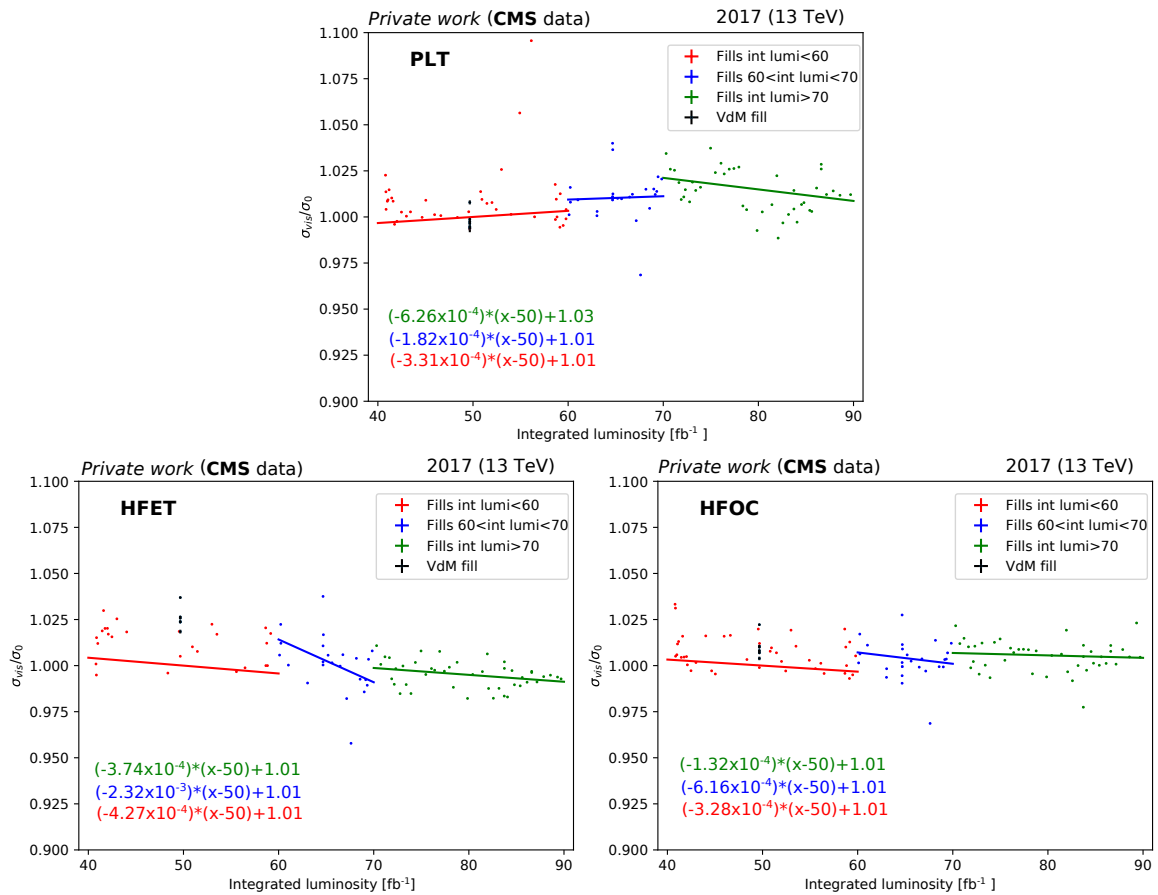 Private work (CMS data) 2017 (13 TeV)
PLT
Fills int lumi<60
Fills 60<int lumi<70
Fills int lumi>70
VdM fill
1.100
1.075
1.050
1.025
1.000
0.975
0.950
0.925
0.900
σvis/σ0
(-6.26x10⁻⁴)*(x-50)+1.03
(-1.82x10⁻⁴)*(x-50)+1.01
(-3.31x10⁻⁴)*(x-50)+1.01
40 50 60 70 80 90
Integrated luminosity [fb⁻¹ ]
Private work (CMS data) 2017 (13 TeV)
HFET
Fills int lumi<60
Fills 60<int lumi<70
Fills int lumi>70
VdM fill
1.100
1.075
1.050
1.025
1.000
0.975
0.950
0.925
0.900
σvis/σ0
(-3.74x10⁻⁴)*(x-50)+1.01
(-2.32x10⁻³)*(x-50)+1.01
(-4.27x10⁻⁴)*(x-50)+1.01
40 50 60 70 80 90
Integrated luminosity [fb⁻¹]
Private work (CMS data) 2017 (13 TeV)
HFOC
Fills int lumi<60
Fills 60<int lumi<70
Fills int lumi>70
VdM fill
1.100
1.075
1.050
1.025
1.000
0.975
0.950
0.925
0.900
σvis/σ0
(-1.32x10⁻⁴)*(x-50)+1.01
(-6.16x10⁻⁴)*(x-50)+1.01
(-3.28x10⁻⁴)*(x-50)+1.01
40 50 60 70 80 90
Integrated luminosity [fb⁻¹]